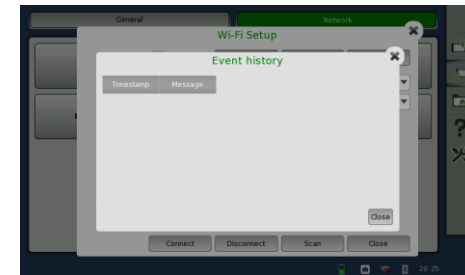 General Network
Wi-Fi Setup
Event history
Timestamp Message
Close
Connect Disconnect Scan Close
20 25